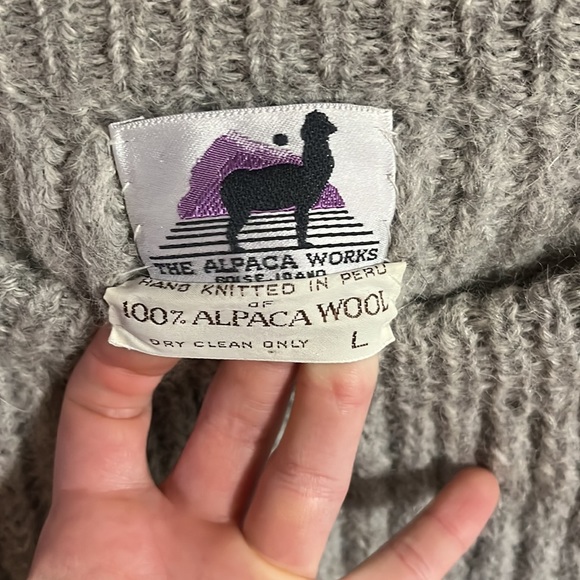 THE ALPACA WORKS
BOISE IDAHO
HAND KNITTED IN PERU
OF
100% ALPACA WOOL
DRY CLEAN ONLY L